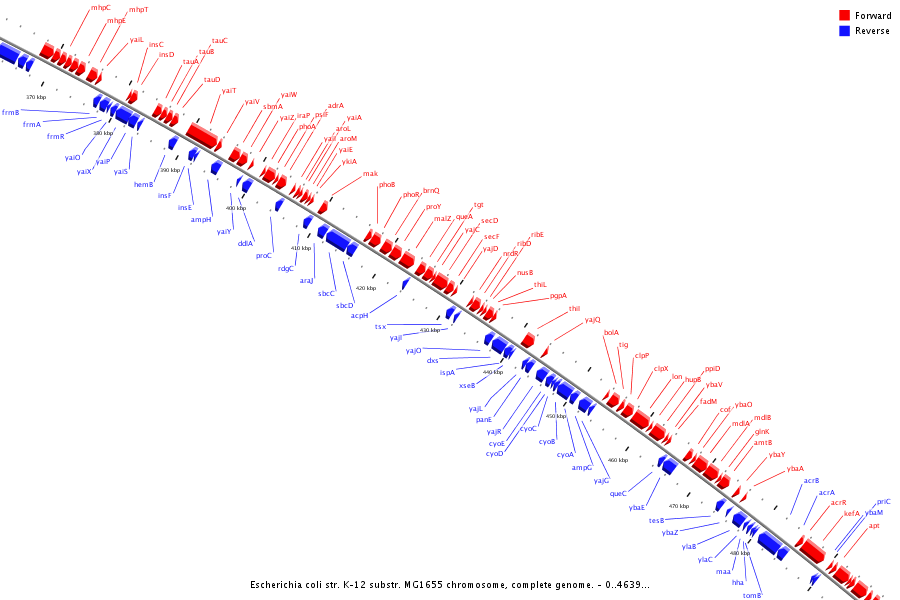 Forward
Reverse
mhpC
mhpT
mhpE
yaiL
insC
insD
tauC
tauB
tauA
tauD
yaiT
yaiV
yaiW
sbmA
yaiZ
iraP
psiF
adrA
phoA
yaiA
aroL
yaiI
aroM
yaiE
ykiA
mak
phoB
phoR
brnQ
proY
malZ
queA
tgt
yajC
secD
secF
yajD
ribE
ribD
nrdR
nusB
thiL
pgpA
thiI
yajQ
bolA
tig
clpP
clpX
lon
hupB
ppiD
ybaV
fadM
cof
ybaO
mdlA
mdlB
glnK
amtB
ybaY
ybaA
acrB
acrA
acrR
kefA
priC
ybaM
apt
370 kbp
380 kbp
390 kbp
400 kbp
410 kbp
420 kbp
430 kbp
440 kbp
450 kbp
460 kbp
470 kbp
480 kbp
frmB
frmA
frmR
yaiO
yaiX
yaiP
yaiS
hemB
insF
insE
ampH
yaiY
ddlA
proC
rdgC
araJ
sbcC
sbcD
acpH
tsx
yajI
yajO
dxs
ispA
xseB
yajL
panE
yajR
cyoE
cyoD
cyoC
cyoB
cyoA
ampG
yajG
queC
ybaE
tesB
ybaZ
ylaB
ylaC
maa
hha
tomB
Escherichia coli str. K-12 substr. MG1655 chromosome, complete genome. - 0..4639...